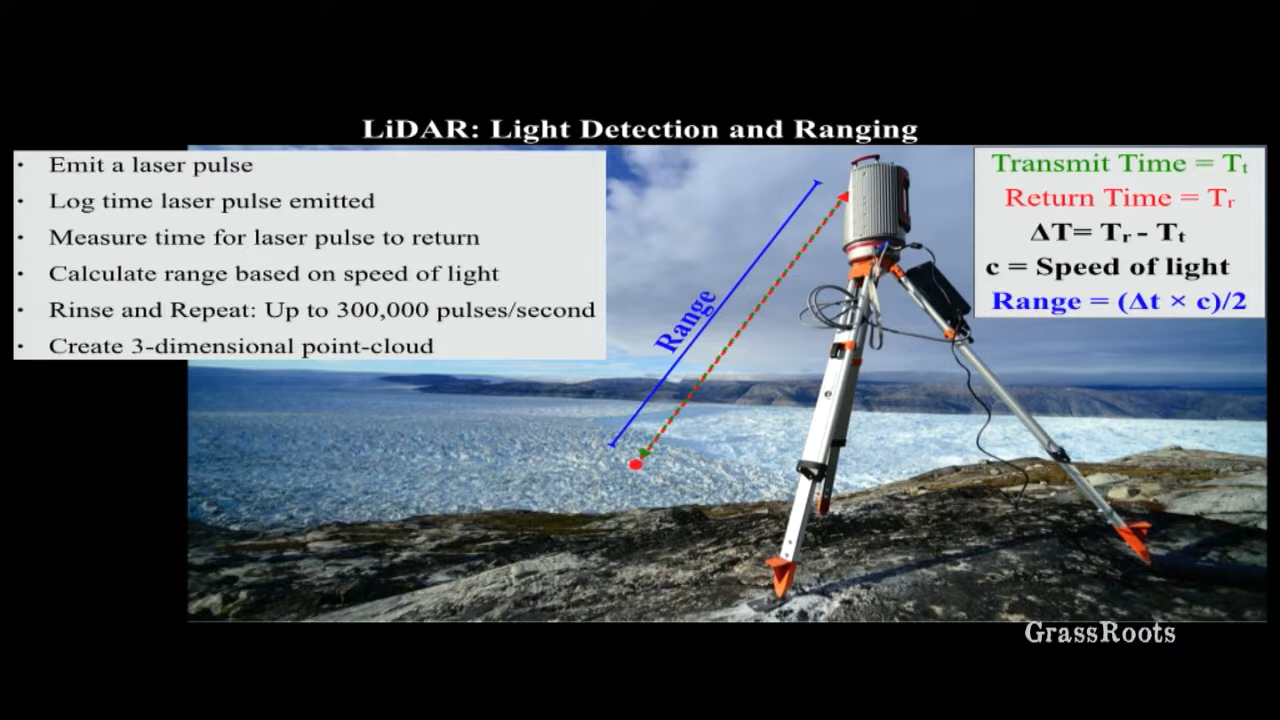 LiDAR: Light Detection and Ranging
· Emit a laser pulse
· Log time laser pulse emitted
· Measure time for laser pulse to return
· Calculate range based on speed of light
· Rinse and Repeat: Up to 300,000 pulses/second
· Create 3-dimensional point-cloud
Range
Transmit Time = Tₜ
Return Time = Tᵣ
ΔT= Tᵣ - Tₜ
c = Speed of light
Range = (Δt × c)/2
GrassRoots